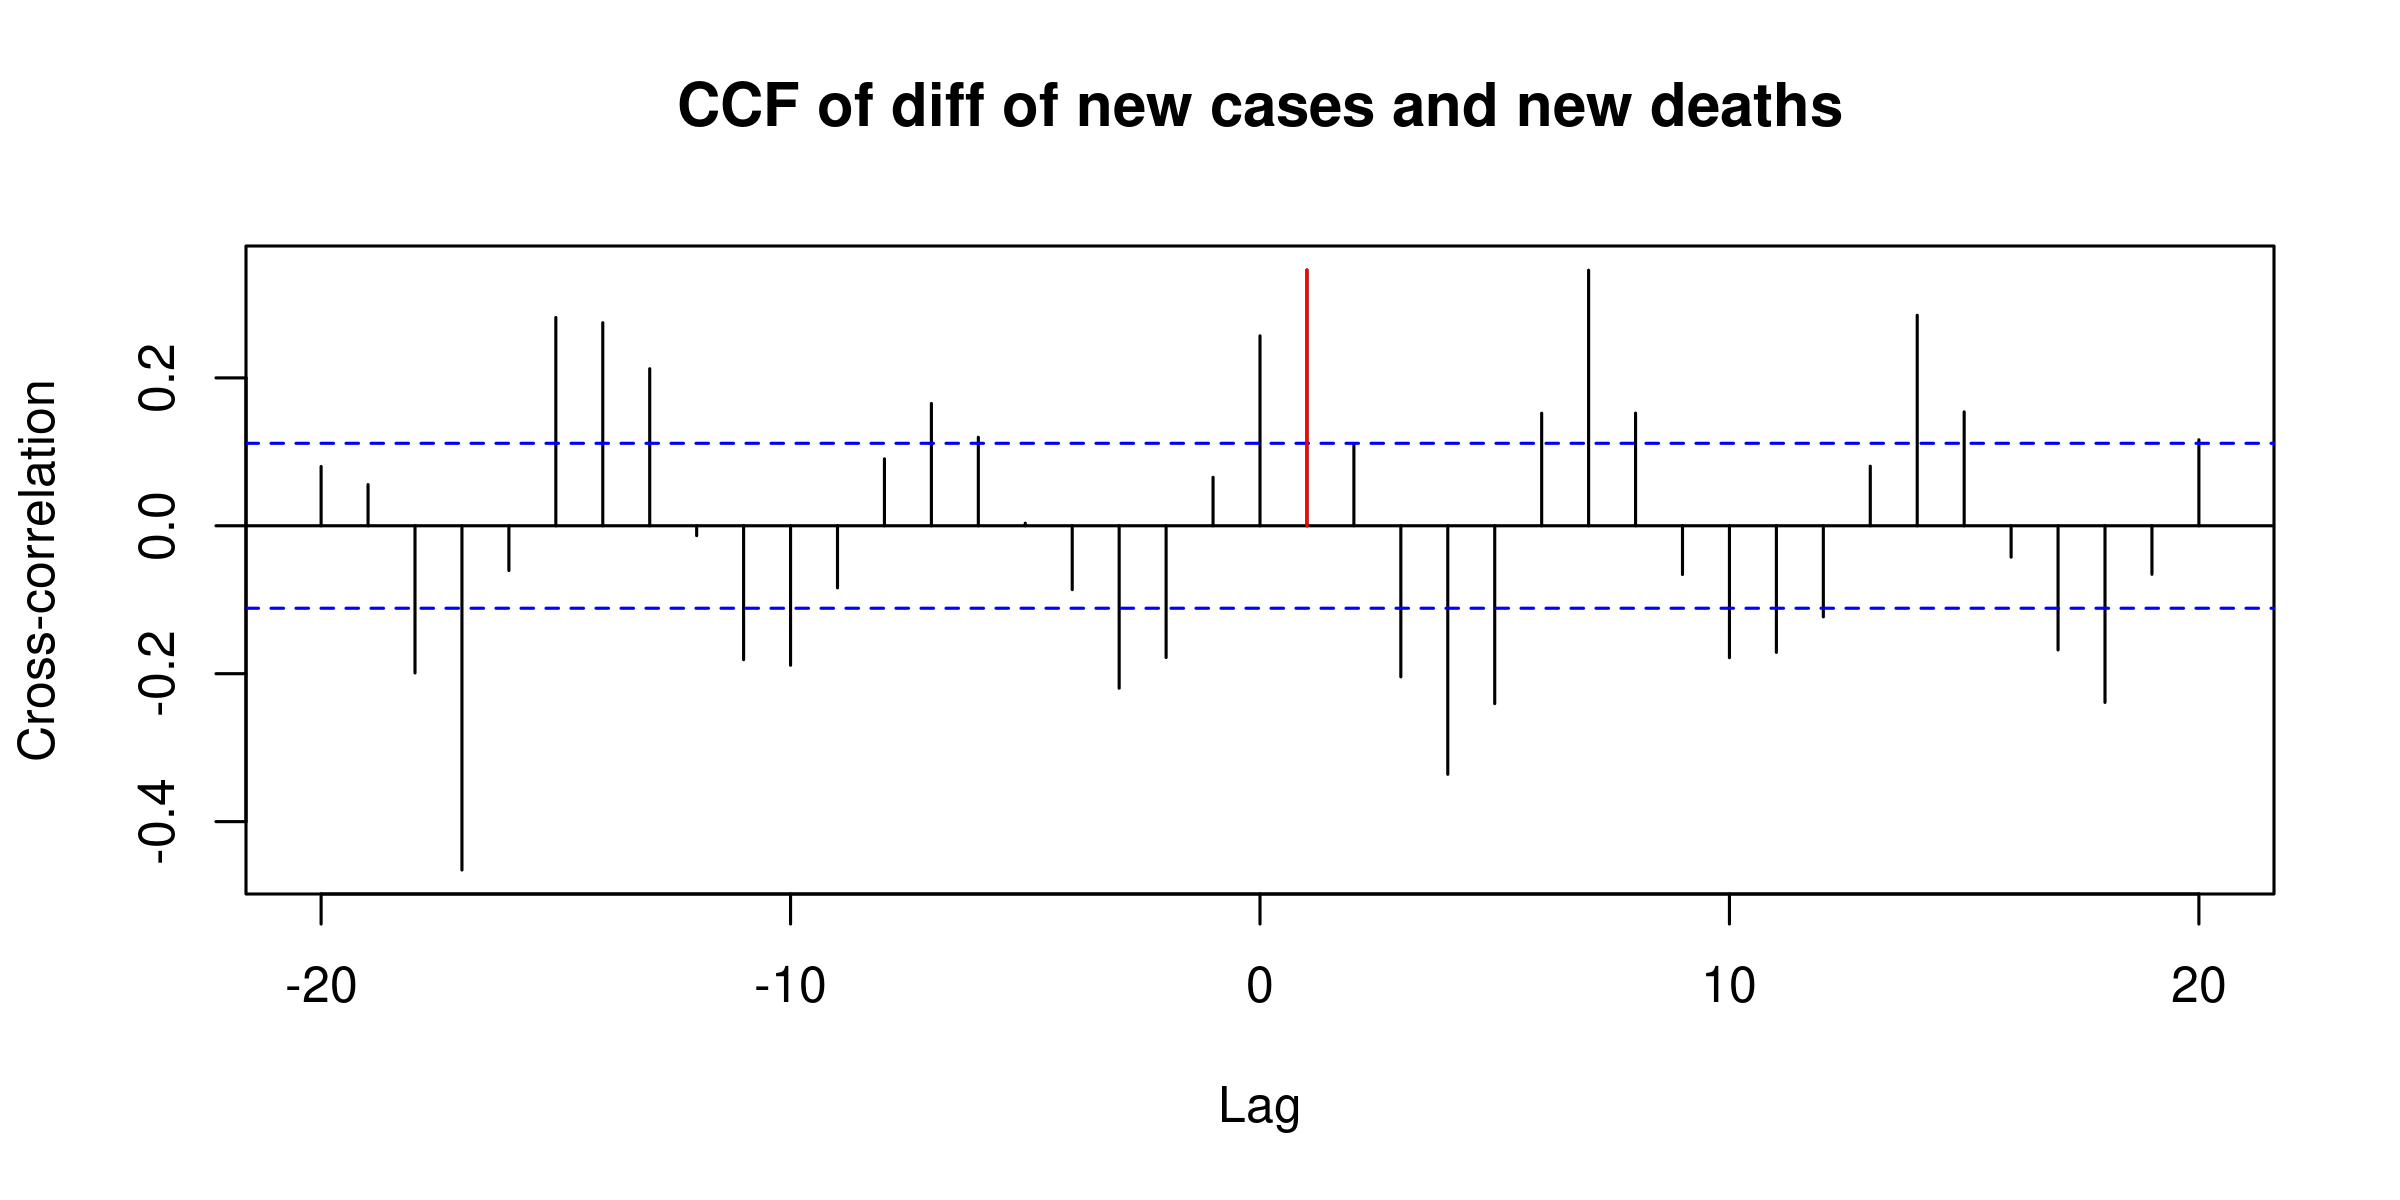 CCF of diff of new cases and new deaths
Cross-correlation
0.2
0.0
-0.2
-0.4
-20 -10 0 10 20
Lag